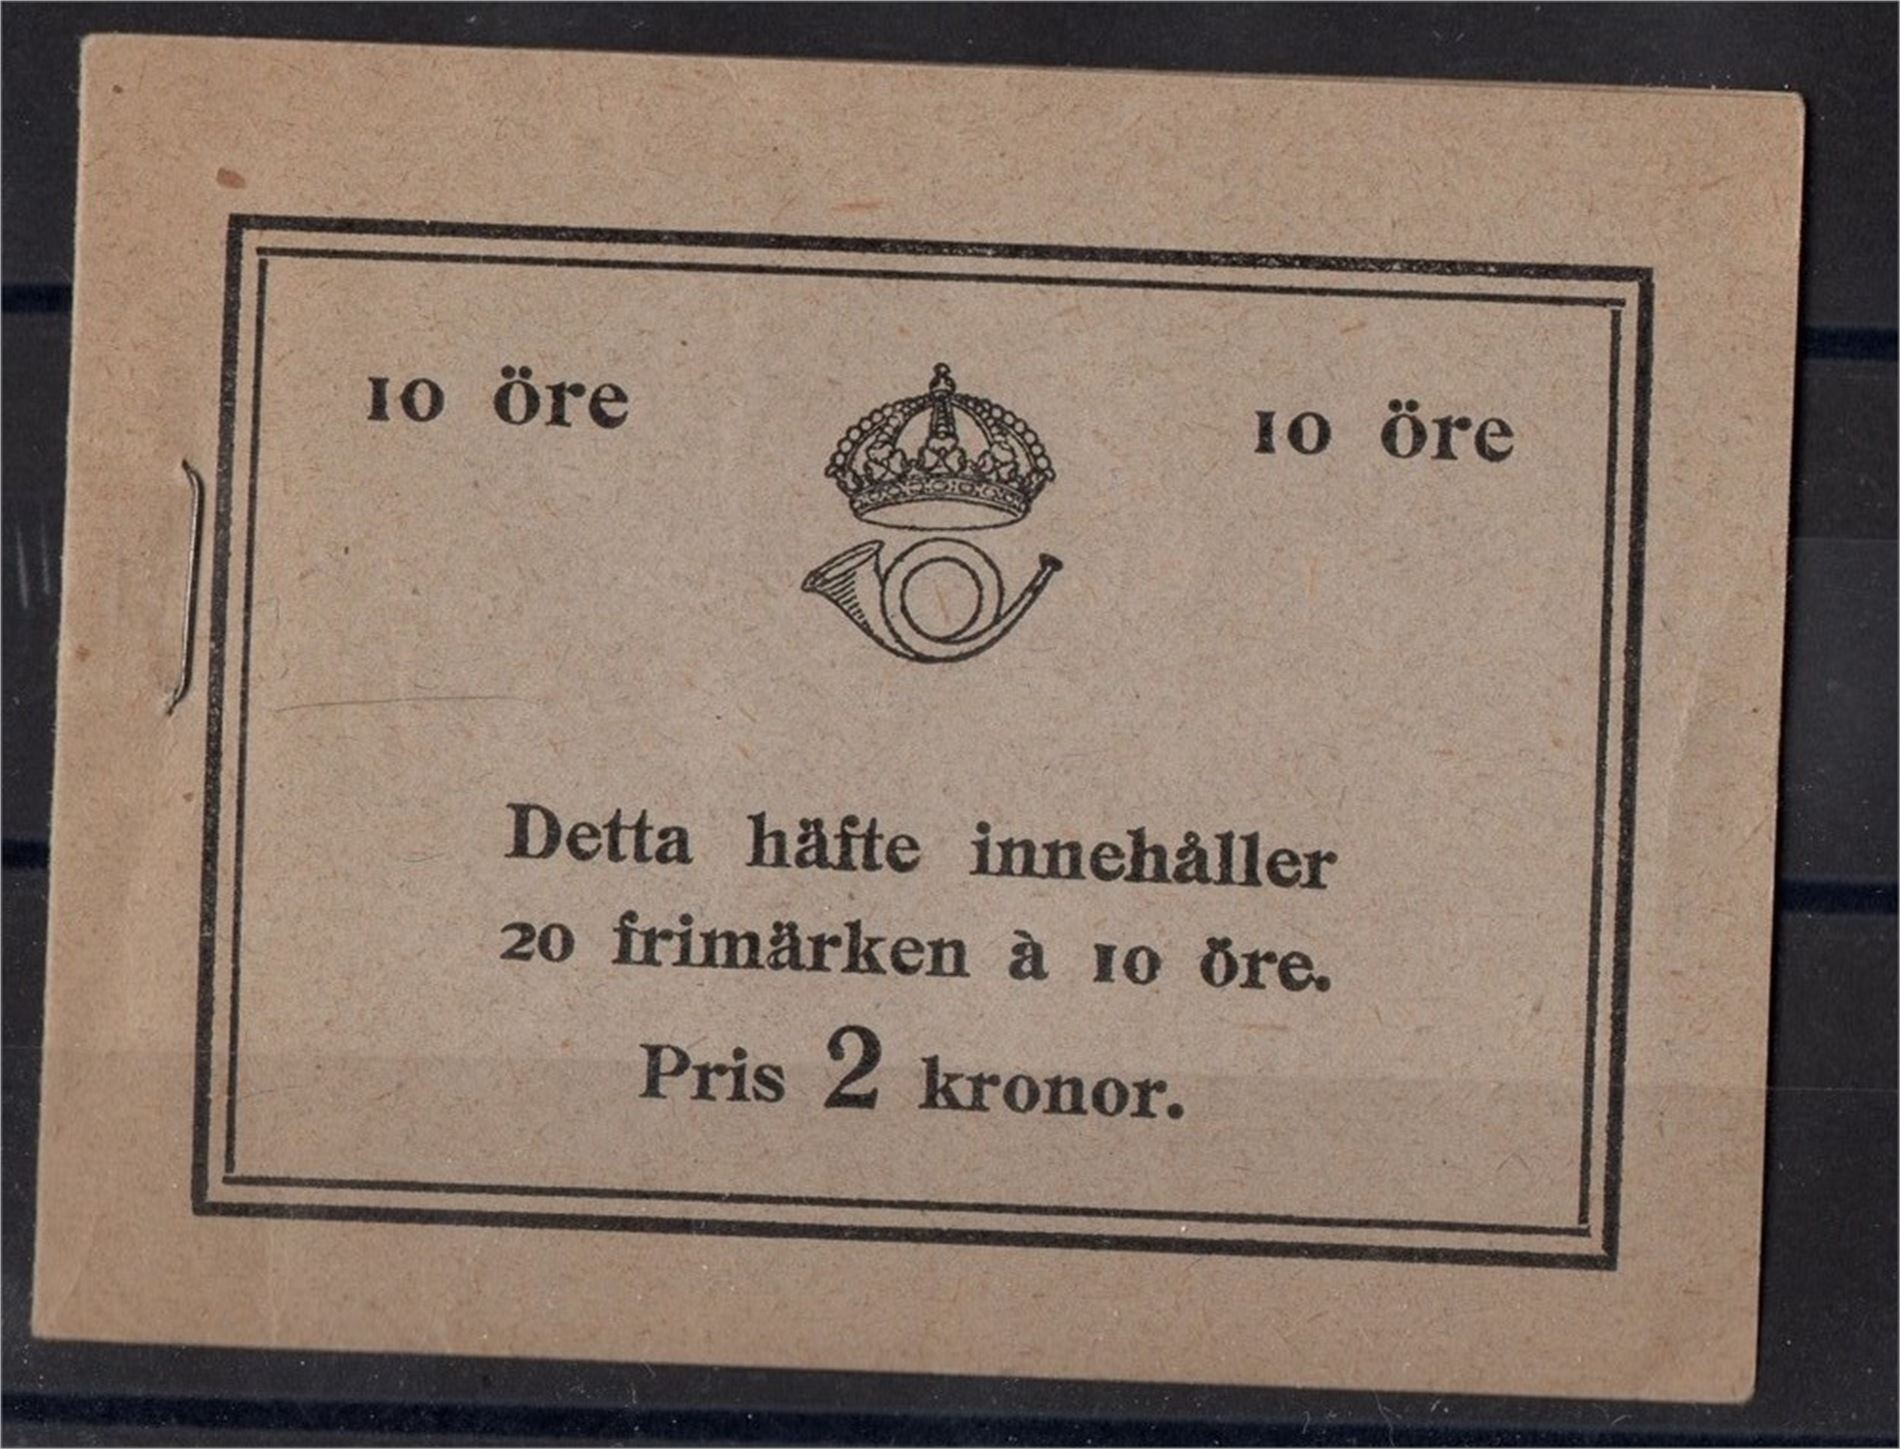 10 öre 10 öre
Detta häfte innehåller
20 frimärken à 10 öre.
Pris 2 kronor.